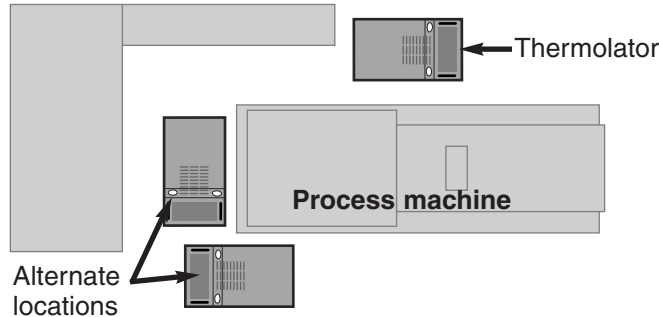 Thermolator
Process machine
Alternate
locations